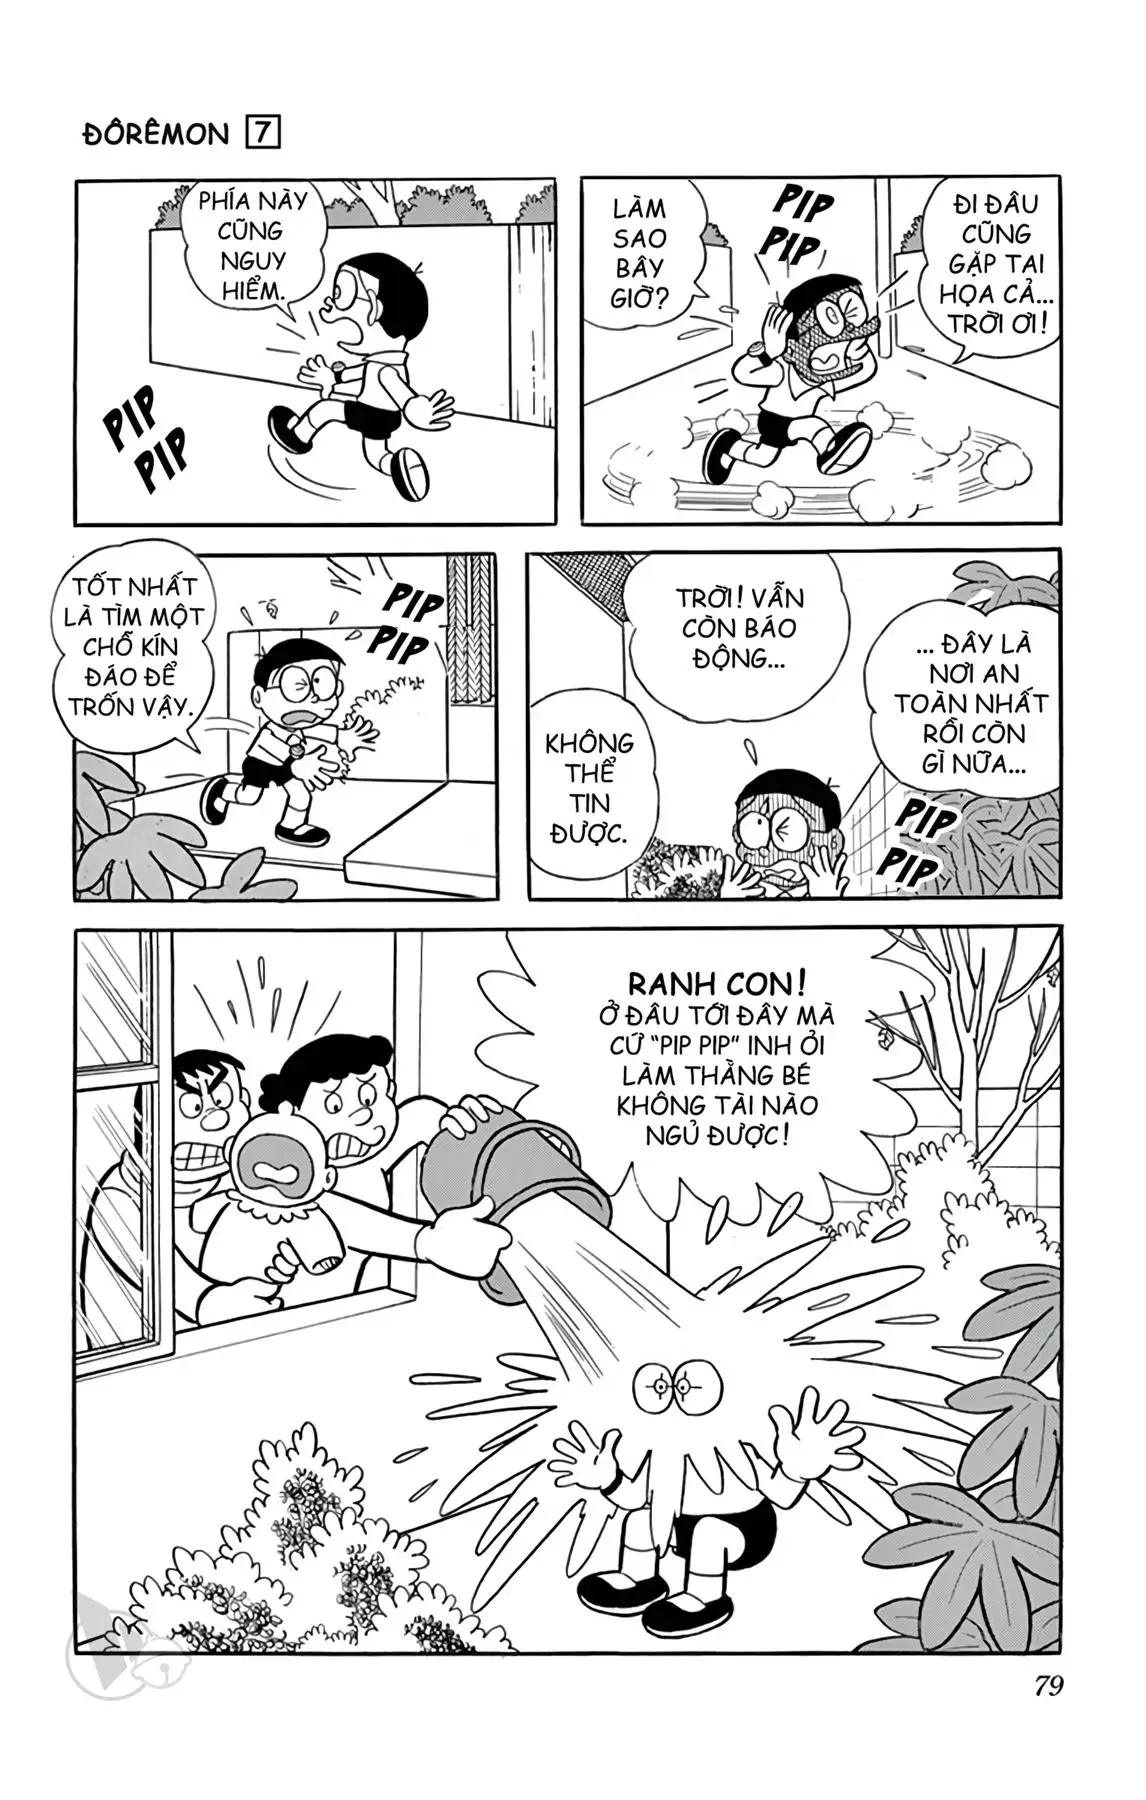 ĐÔRÊMON 7
PHÍA NÀY
CŨNG
NGUY
HIỂM.
PIP
PIP
LÀM
SAO
BÂY
GIỜ?
PIP
PIP
ĐI ĐÂU
CŨNG
GẶP TAI
HỌA CẢ...
TRỜI ƠI!
TỐT NHẤT
LÀ TÌM MỘT
CHỖ KÍN
ĐÁO ĐỂ
TRỐN VẬY.
PIP
PIP
TRỜI! VẪN
CÒN BÁO
ĐỘNG...
... ĐÂY LÀ
NƠI AN
TOÀN NHẤT
RỒI CÒN
GÌ NỮA...
KHÔNG
THỂ
TIN
ĐƯỢC.
PIP
PIP
RANH CON!
Ở ĐÂU TỚI ĐÂY MÀ
CỨ "PIP PIP" INH ỎI
LÀM THẰNG BÉ
KHÔNG TÀI NÀO
NGỦ ĐƯỢC!
79